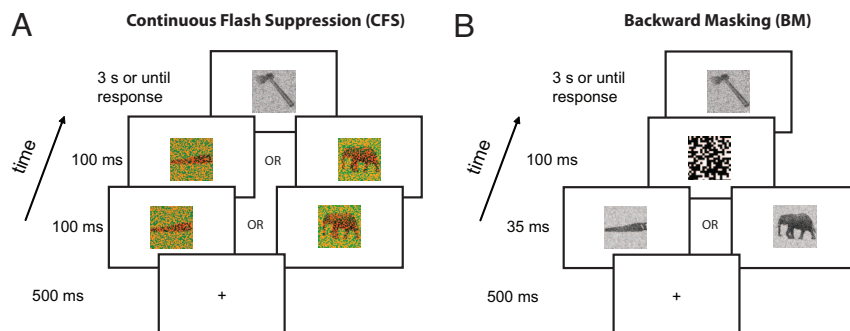 A
Continuous Flash Suppression (CFS)
3 s or until
response
time
100 ms
OR
100 ms
OR
500 ms
+
B
Backward Masking (BM)
3 s or until
response
time
100 ms
35 ms
OR
500 ms
+